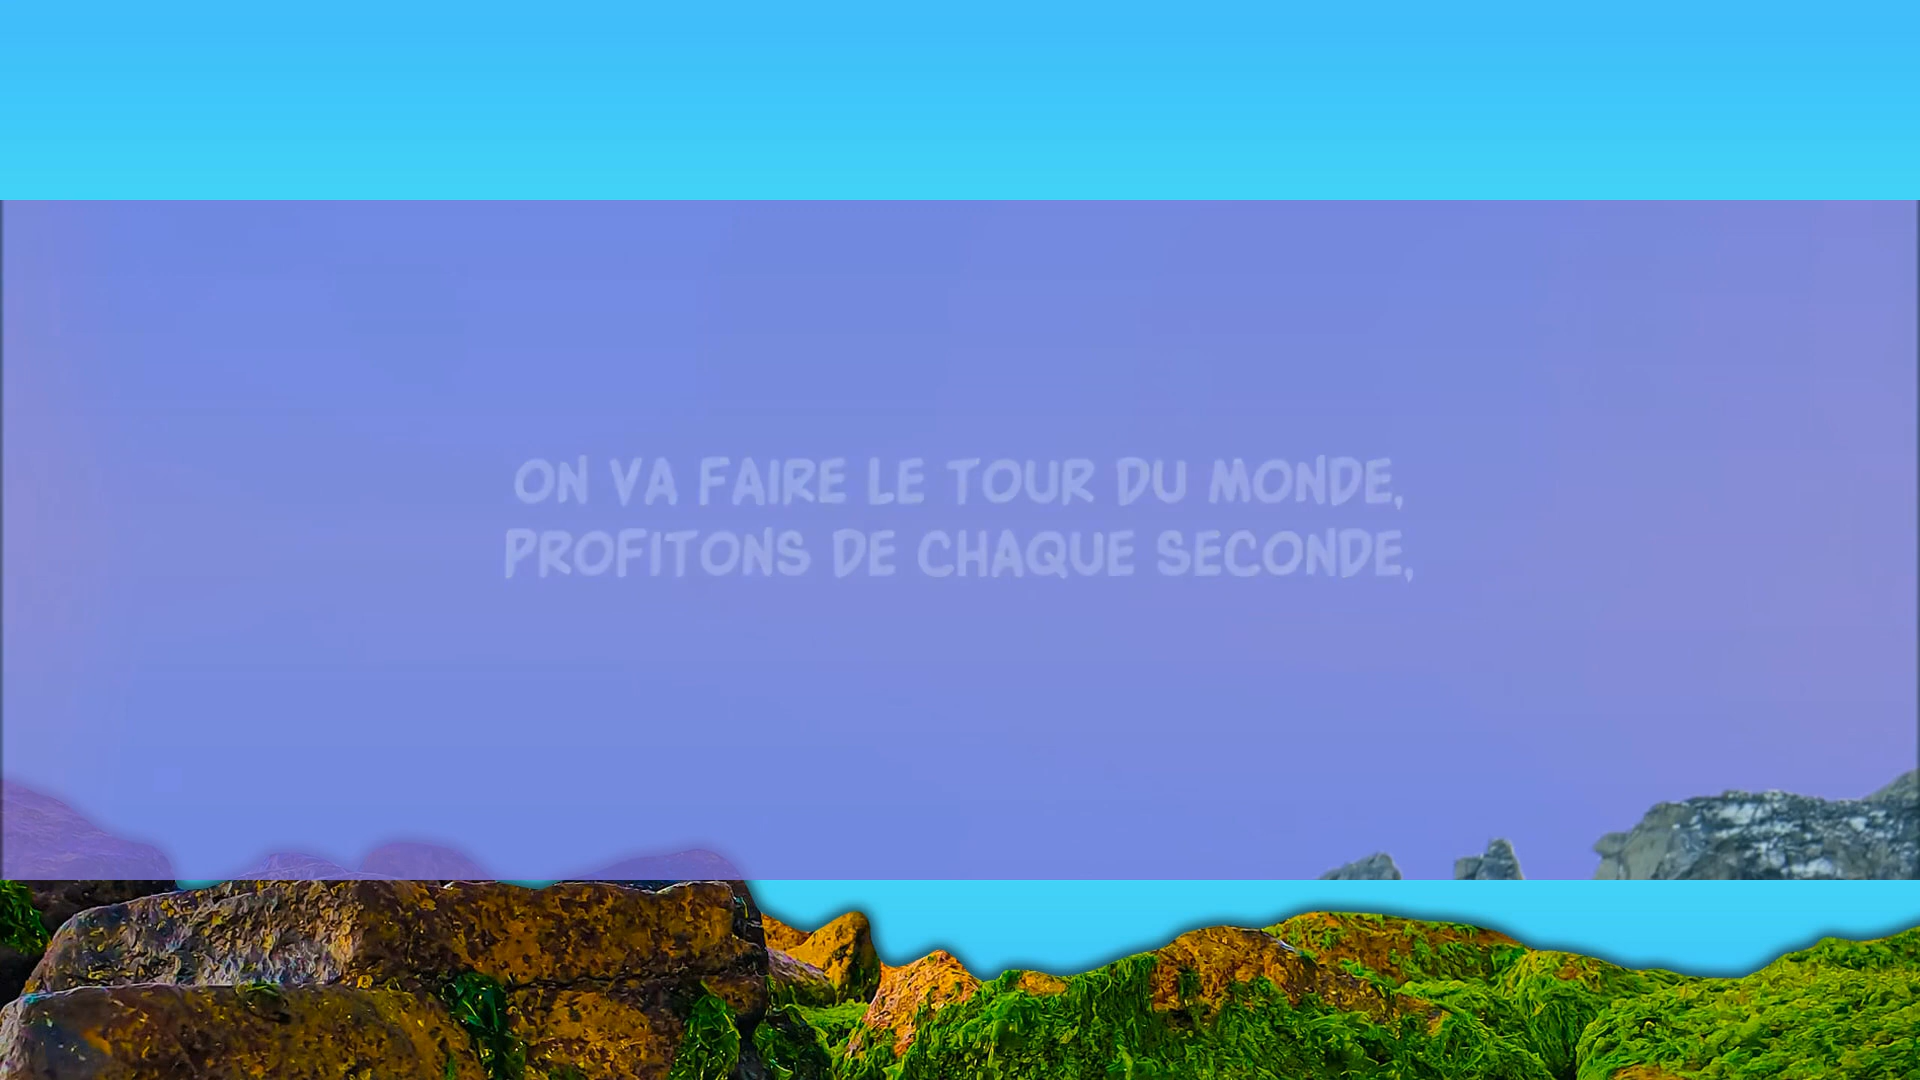 ON VA FAIRE LE TOUR DU MONDE,
PROFITONS DE CHAQUE SECONDE,